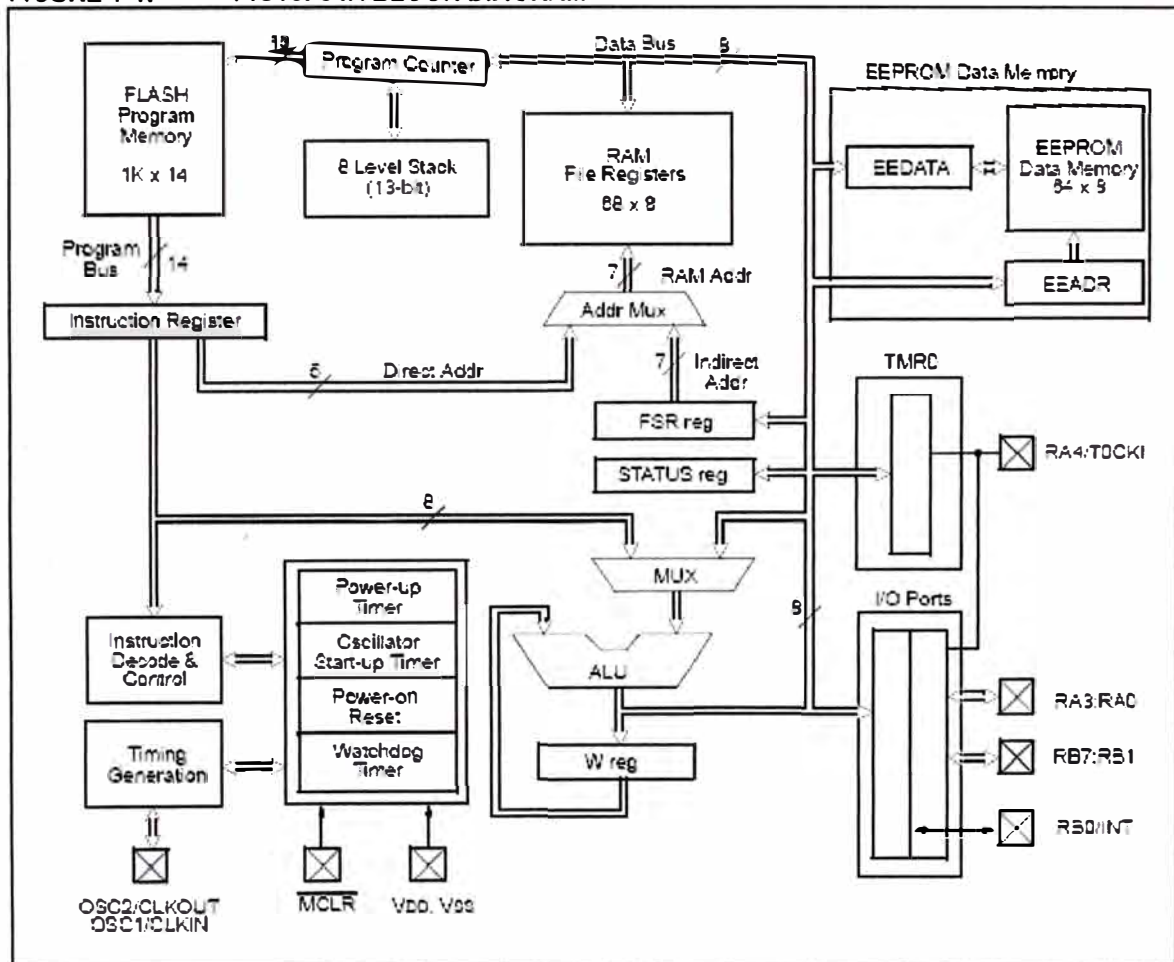 Data Bus
8
13
Program Counter
FLASH
Program
Memory
1K x 14
8 Level Stack
(13-bit)
RAM
File Registers
68 x 8
EEPROM Data Memory
EEDATA
EEPROM
Data Memory
64 x 8
EEADR
Program
Bus
14
7
RAM Addr
Addr Mux
Instruction Register
5
Direct Addr
7
Indirect
Addr
TMR0
FSR reg
RA4/T0CKI
STATUS reg
8
MUX
I/O Ports
8
Power-up
Timer
Instruction
Decode &
Control
Oscillator
Start-up Timer
ALU
Power-on
Reset
RA3:RA0
Timing
Generation
Watchdog
Timer
W reg
RB7:RB1
RB0/INT
OSC2/CLKOUT
OSC1/CLKIN
MCLR
VDD, VSS